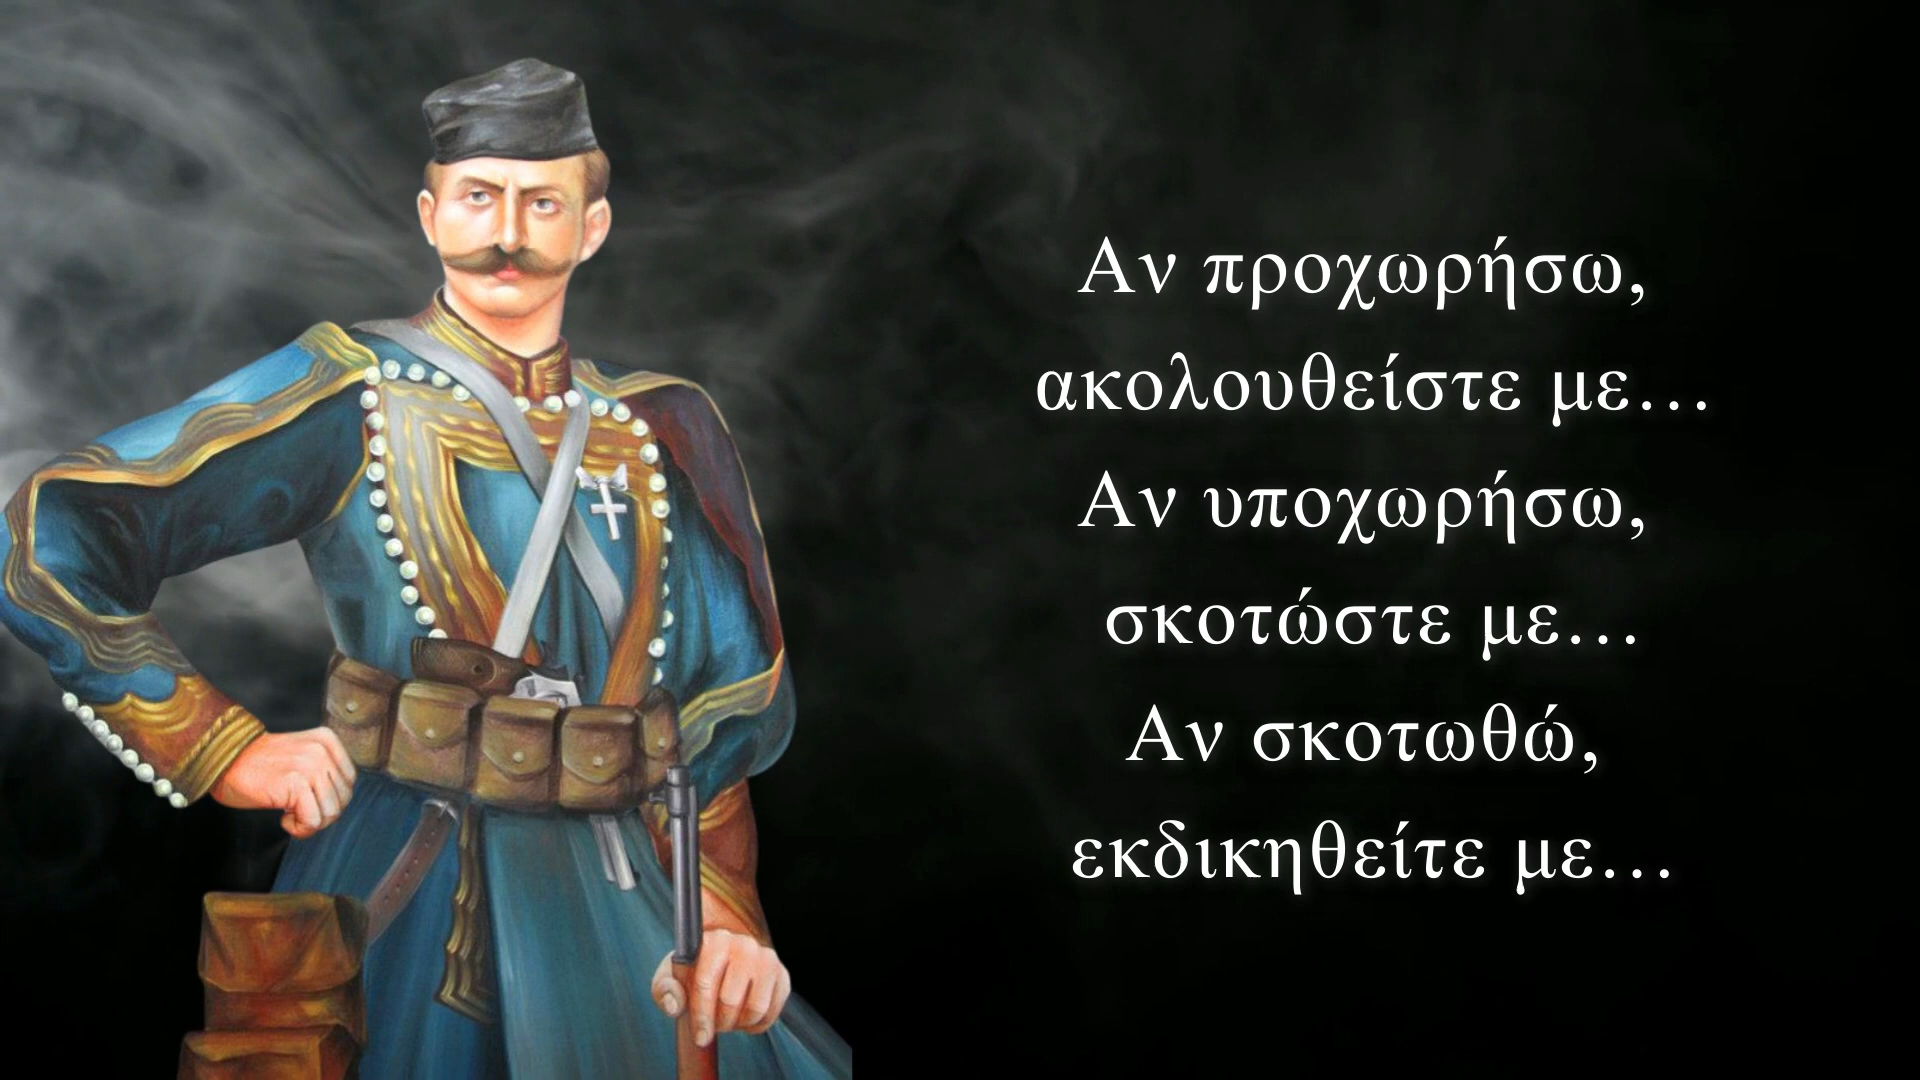 Αν προχωρήσω,
ακολουθείστε με...
Αν υποχωρήσω,
σκοτώστε με...
Αν σκοτωθώ,
εκδικηθείτε με...